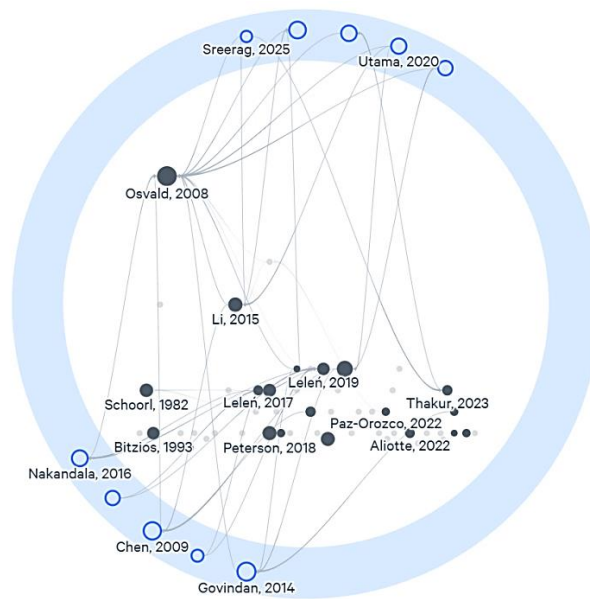 Sreerag, 2025
Utama, 2020
Osvald, 2008
Li, 2015
Leleń, 2019
Schoorl, 1982
Leleń, 2017
Thakur, 2023
Paz-Orozco, 2022
Bitzios, 1993
Peterson, 2018
Aliotte, 2022
Nakandala, 2016
Chen, 2009
Govindan, 2014